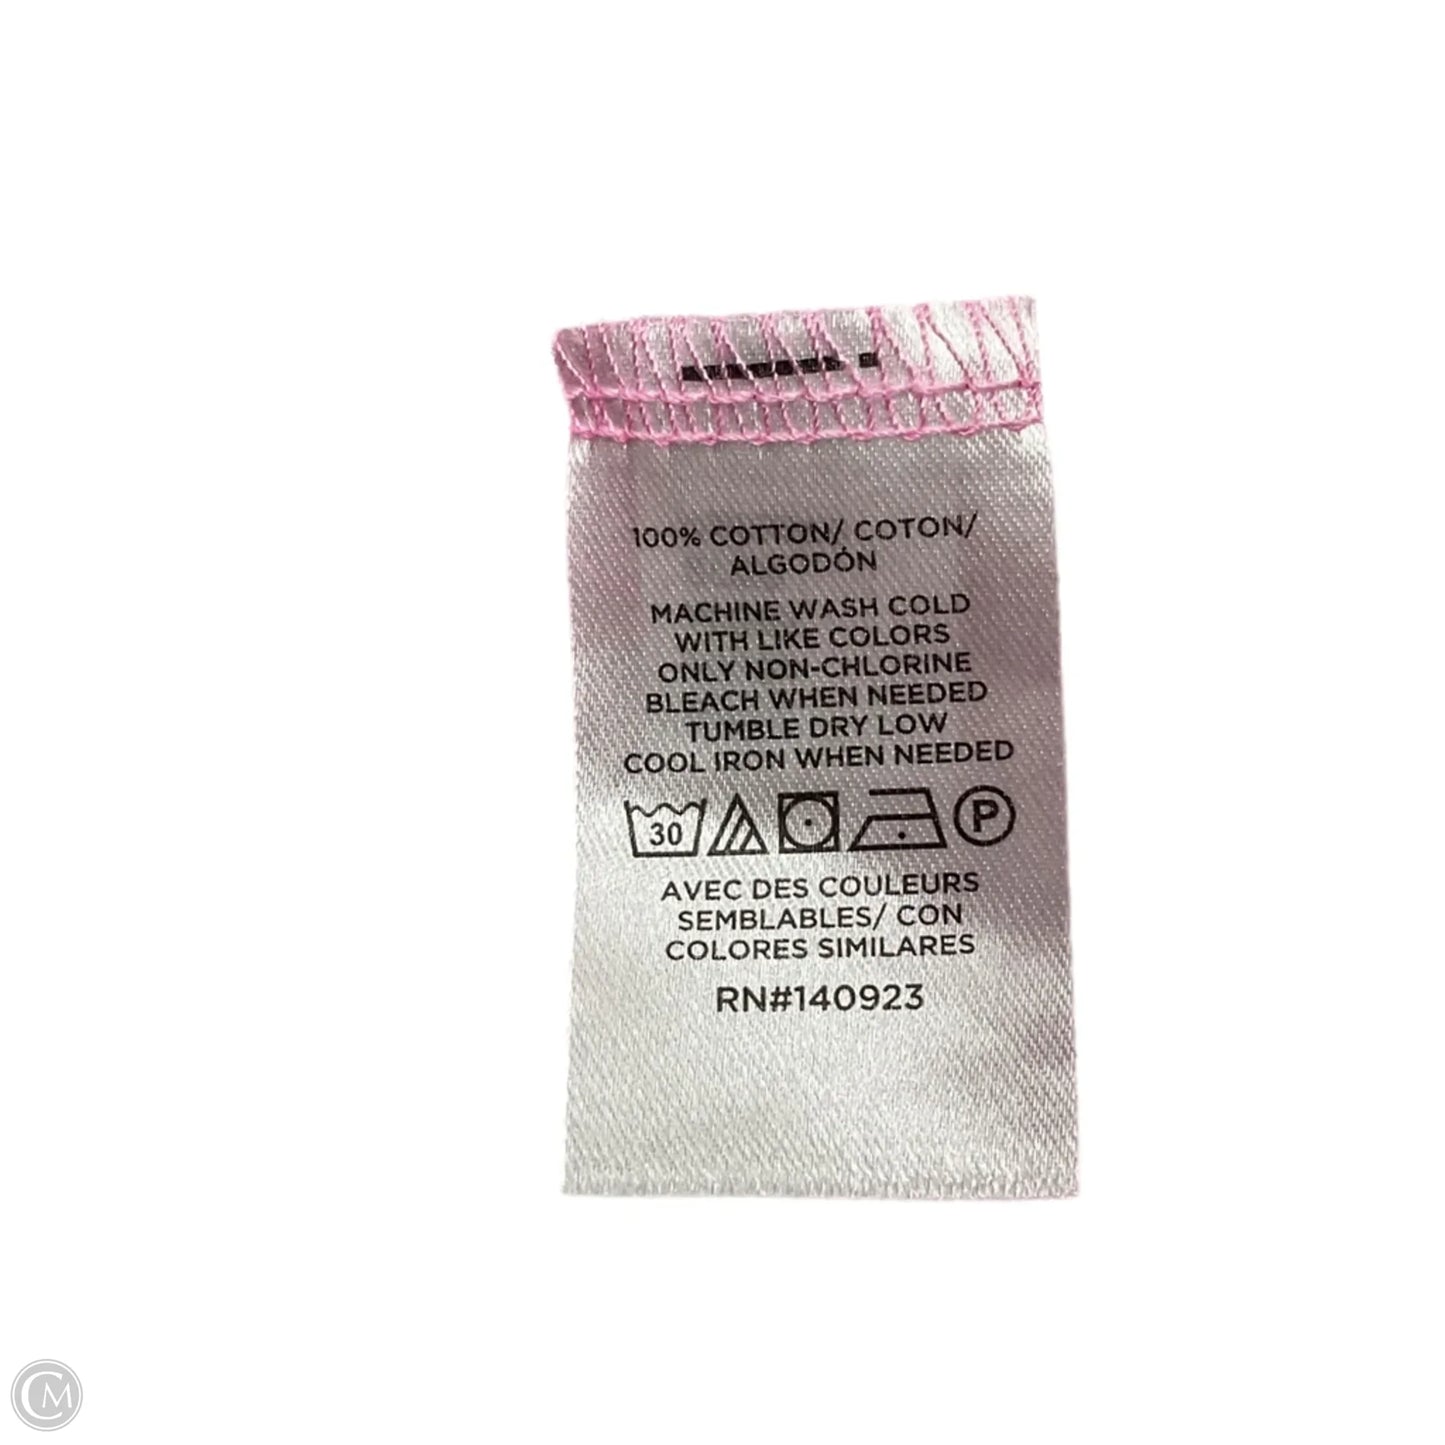 100% COTTON/ COTON/
ALGODÓN
MACHINE WASH COLD
WITH LIKE COLORS
ONLY NON-CHLORINE
BLEACH WHEN NEEDED
TUMBLE DRY LOW
COOL IRON WHEN NEEDED
30 P
AVEC DES COULEURS
SEMBLABLES/ CON
COLORES SIMILARES
RN#140923
CM